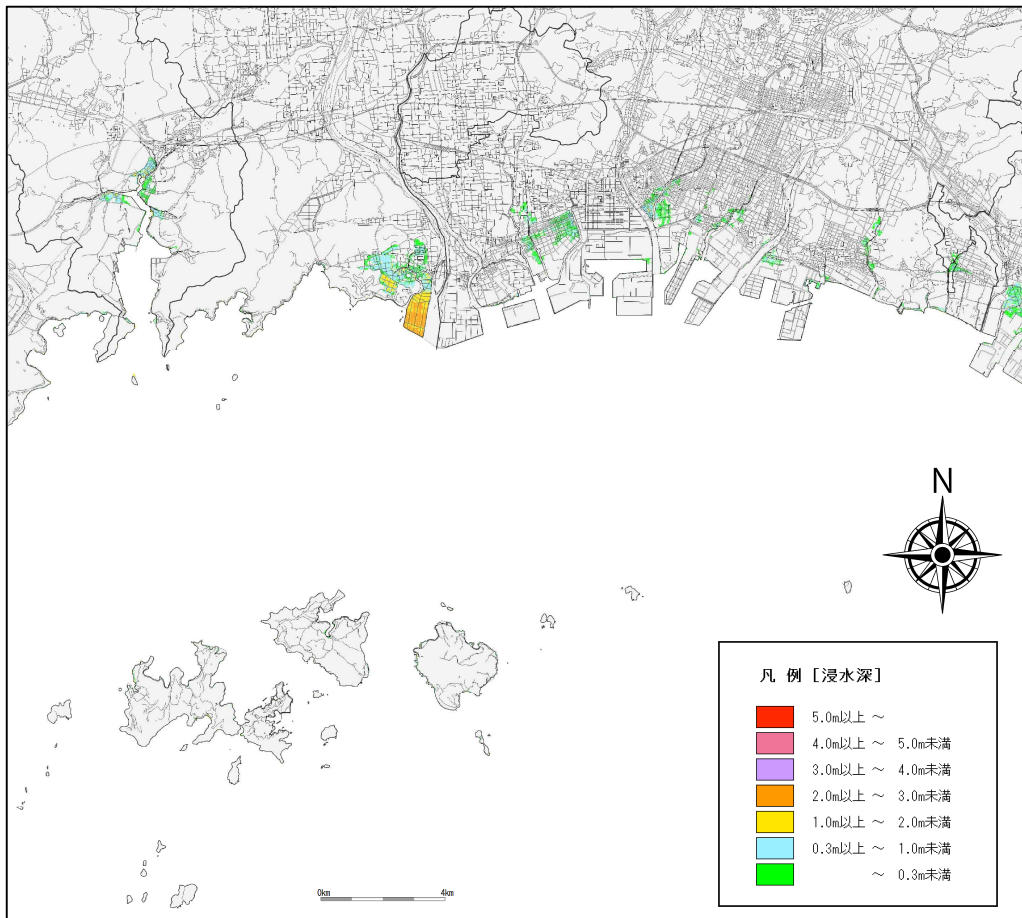 N
凡 例 [浸水深]
5.0m以上 ～
4.0m以上 ～ 5.0m未満
3.0m以上 ～ 4.0m未満
2.0m以上 ～ 3.0m未満
1.0m以上 ～ 2.0m未満
0.3m以上 ～ 1.0m未満
～ 0.3m未満
0km 4km